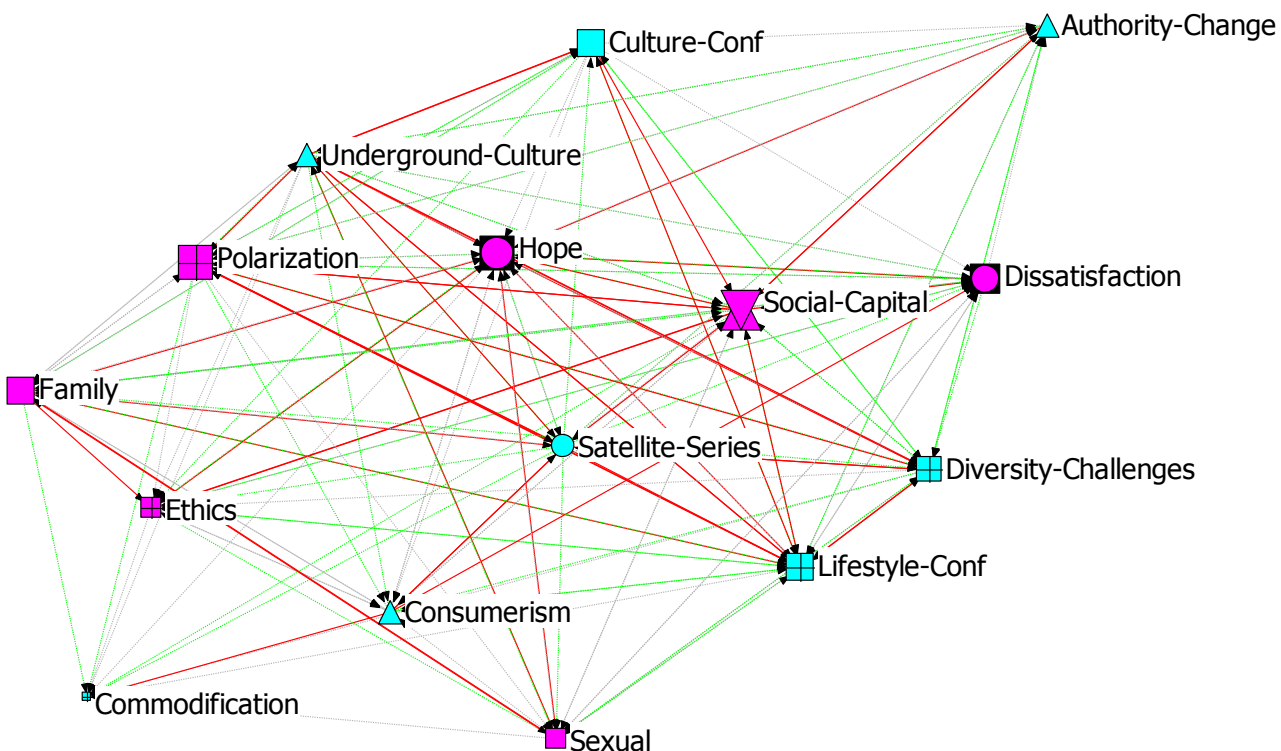 Authority-Change
Culture-Conf
Underground-Culture
Hope
Polarization
Dissatisfaction
Social-Capital
Family
Satellite-Series
Diversity-Challenges
Ethics
Lifestyle-Conf
Consumerism
Commodification
Sexual